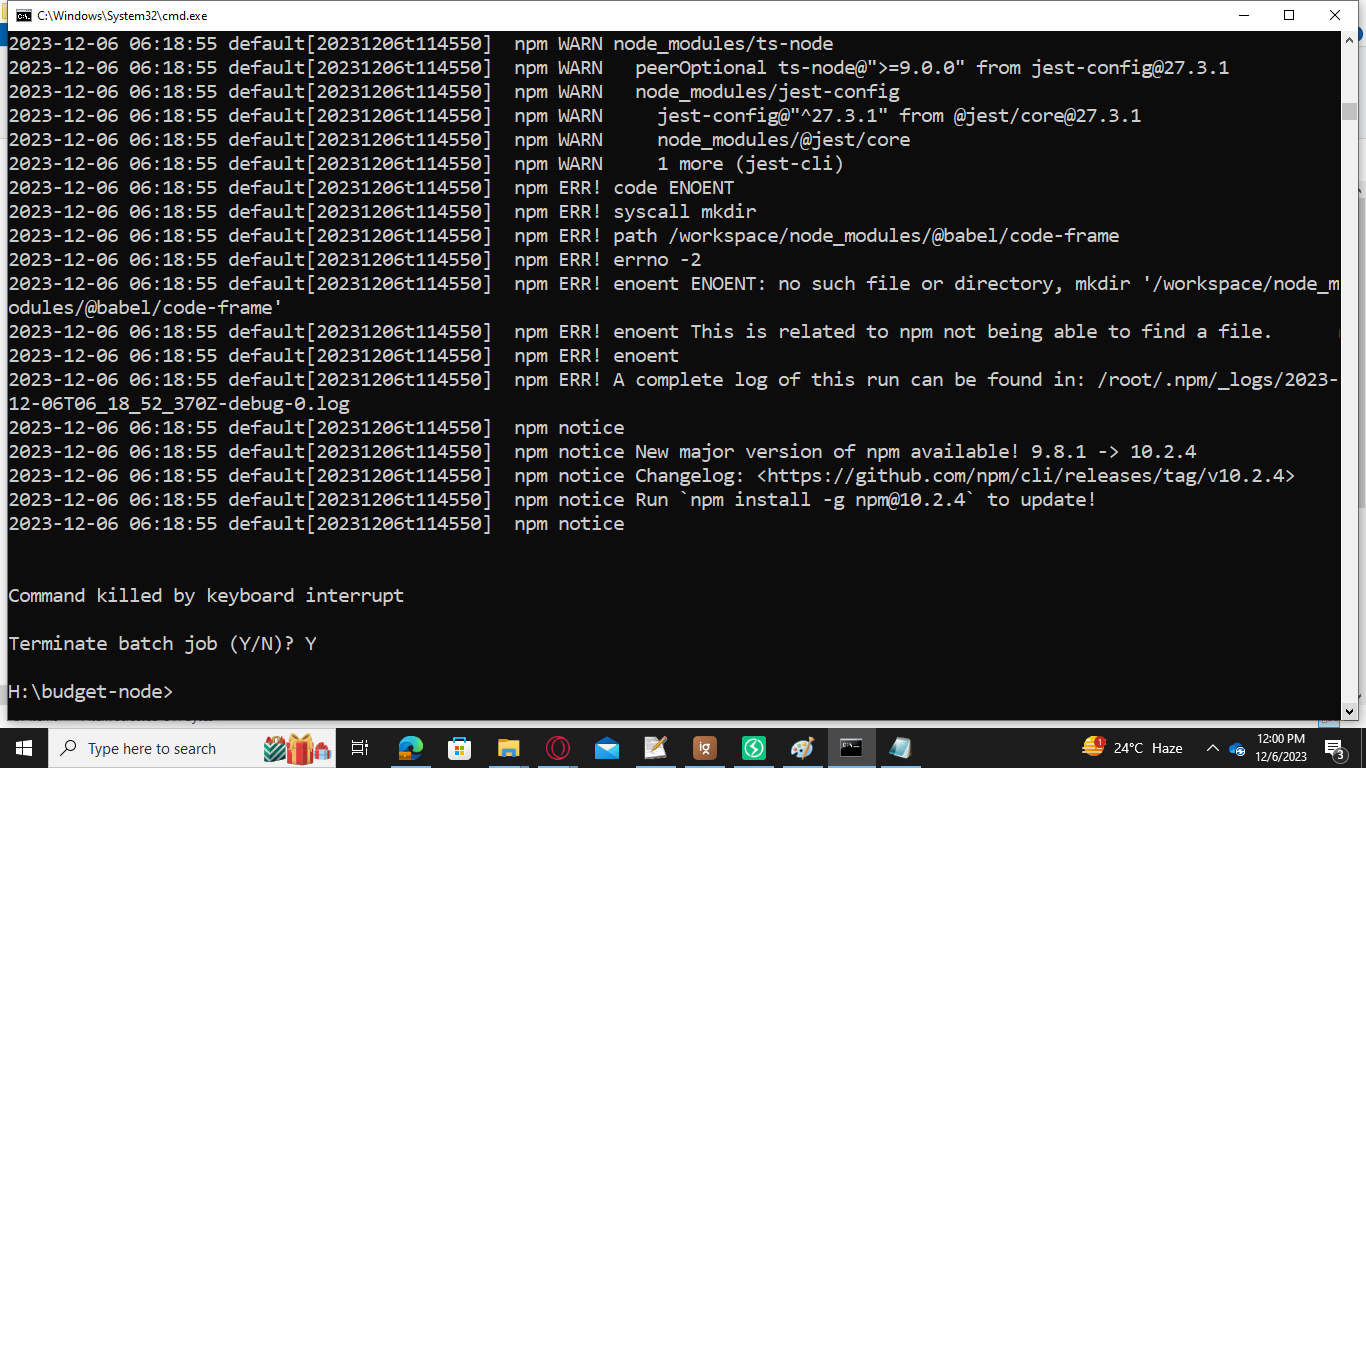 C:\Windows\System32\cmd.exe
2023-12-06 06:18:55 default[20231206t114550]  npm WARN node_modules/ts-node
2023-12-06 06:18:55 default[20231206t114550]  npm WARN   peerOptional ts-node@">=9.0.0" from jest-config@27.3.1
2023-12-06 06:18:55 default[20231206t114550]  npm WARN   node_modules/jest-config
2023-12-06 06:18:55 default[20231206t114550]  npm WARN     jest-config@"^27.3.1" from @jest/core@27.3.1
2023-12-06 06:18:55 default[20231206t114550]  npm WARN     node_modules/@jest/core
2023-12-06 06:18:55 default[20231206t114550]  npm WARN     1 more (jest-cli)
2023-12-06 06:18:55 default[20231206t114550]  npm ERR! code ENOENT
2023-12-06 06:18:55 default[20231206t114550]  npm ERR! syscall mkdir
2023-12-06 06:18:55 default[20231206t114550]  npm ERR! path /workspace/node_modules/@babel/code-frame
2023-12-06 06:18:55 default[20231206t114550]  npm ERR! errno -2
2023-12-06 06:18:55 default[20231206t114550]  npm ERR! enoent ENOENT: no such file or directory, mkdir '/workspace/node_m
odules/@babel/code-frame'
2023-12-06 06:18:55 default[20231206t114550]  npm ERR! enoent This is related to npm not being able to find a file.
2023-12-06 06:18:55 default[20231206t114550]  npm ERR! enoent
2023-12-06 06:18:55 default[20231206t114550]  npm ERR! A complete log of this run can be found in: /root/.npm/_logs/2023-
12-06T06_18_52_370Z-debug-0.log
2023-12-06 06:18:55 default[20231206t114550]  npm notice
2023-12-06 06:18:55 default[20231206t114550]  npm notice New major version of npm available! 9.8.1 -> 10.2.4
2023-12-06 06:18:55 default[20231206t114550]  npm notice Changelog: <https://github.com/npm/cli/releases/tag/v10.2.4>
2023-12-06 06:18:55 default[20231206t114550]  npm notice Run `npm install -g npm@10.2.4` to update!
2023-12-06 06:18:55 default[20231206t114550]  npm notice
Command killed by keyboard interrupt
Terminate batch job (Y/N)? Y
H:\budget-node>
Type here to search
ig
1
24°C Haze
12:00 PM
12/6/2023
3